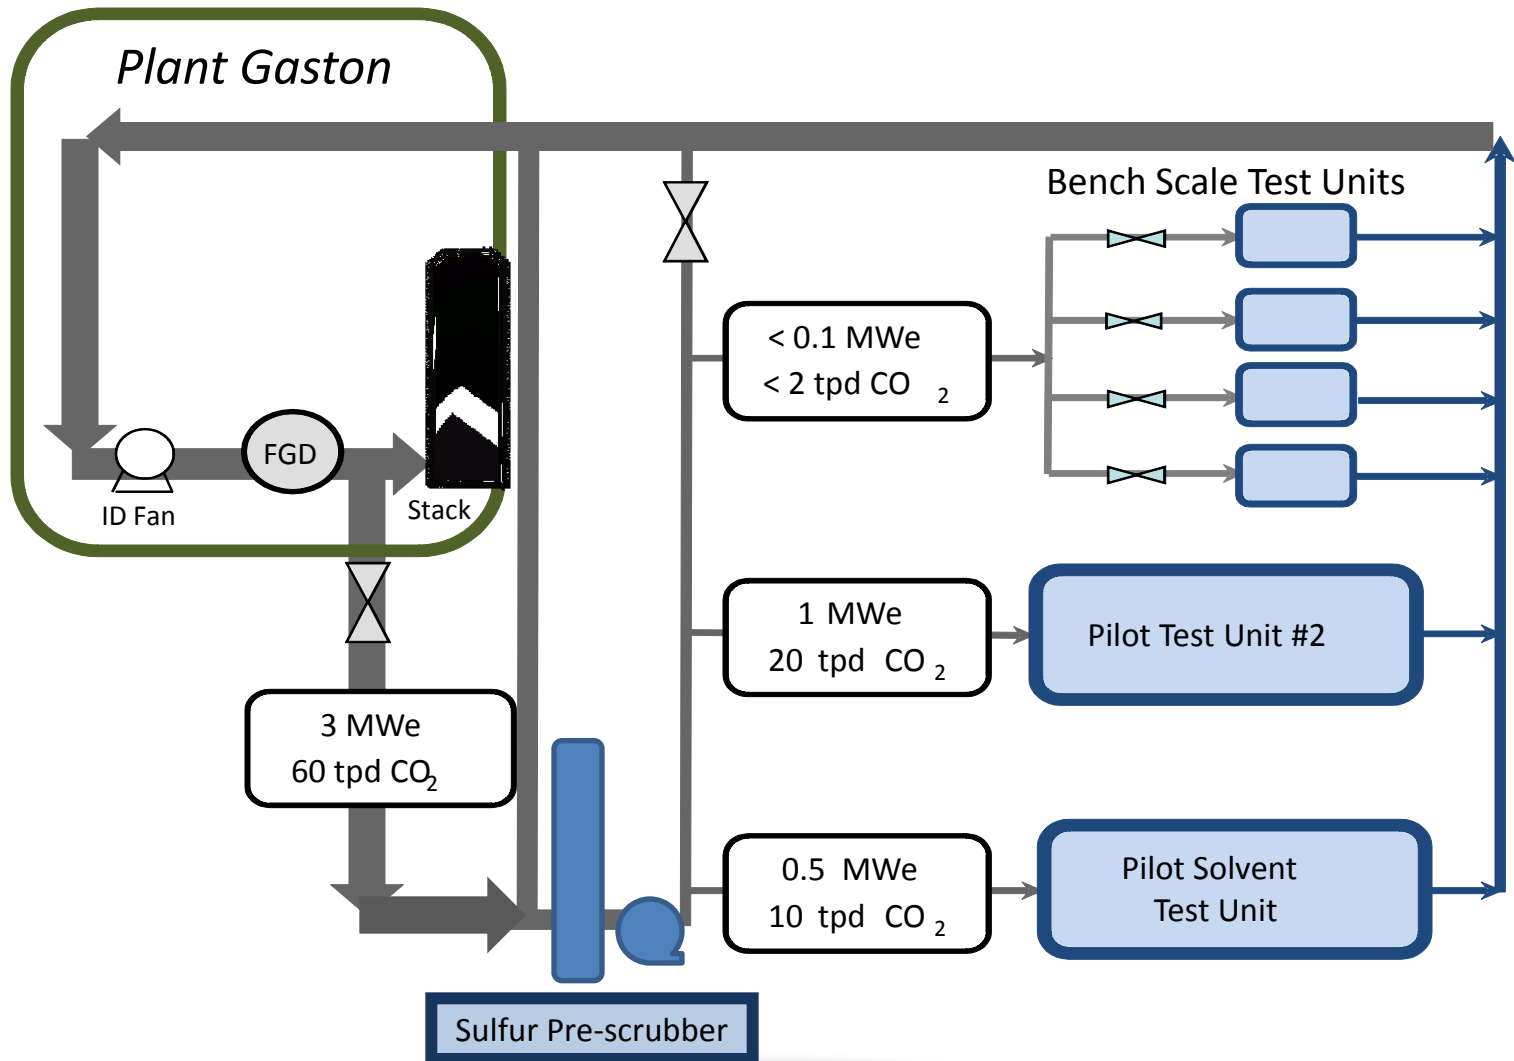 Plant Gaston
Bench Scale Test Units
< 0.1 MWe
< 2 tpd CO 2
FGD
ID Fan
Stack
1 MWe
20 tpd CO 2
Pilot Test Unit #2
3 MWe
60 tpd CO2
0.5 MWe
10 tpd CO 2
Pilot Solvent
Test Unit
Sulfur Pre-scrubber